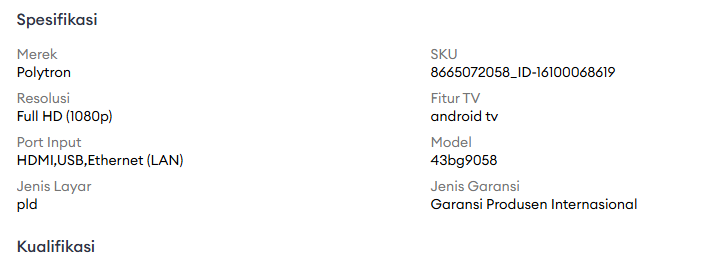 Spesifikasi
Merek
Polytron
SKU
8665072058_ID-16100068619
Resolusi
Full HD (1080p)
Fitur TV
android tv
Port Input
HDMI,USB,Ethernet (LAN)
Model
43bg9058
Jenis Layar
pld
Jenis Garansi
Garansi Produsen Internasional
Kualifikasi